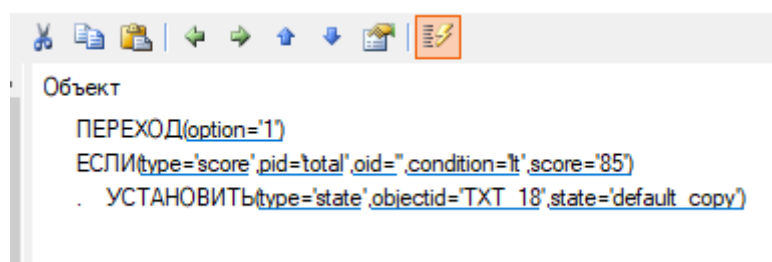 Объект
ПЕРЕХОД(option='1')
ЕСЛИ(type='score',pid='total',oid='',condition='lt',score='85')
. УСТАНОВИТЬ(type='state',objectid='TXT_18',state='default_copy')